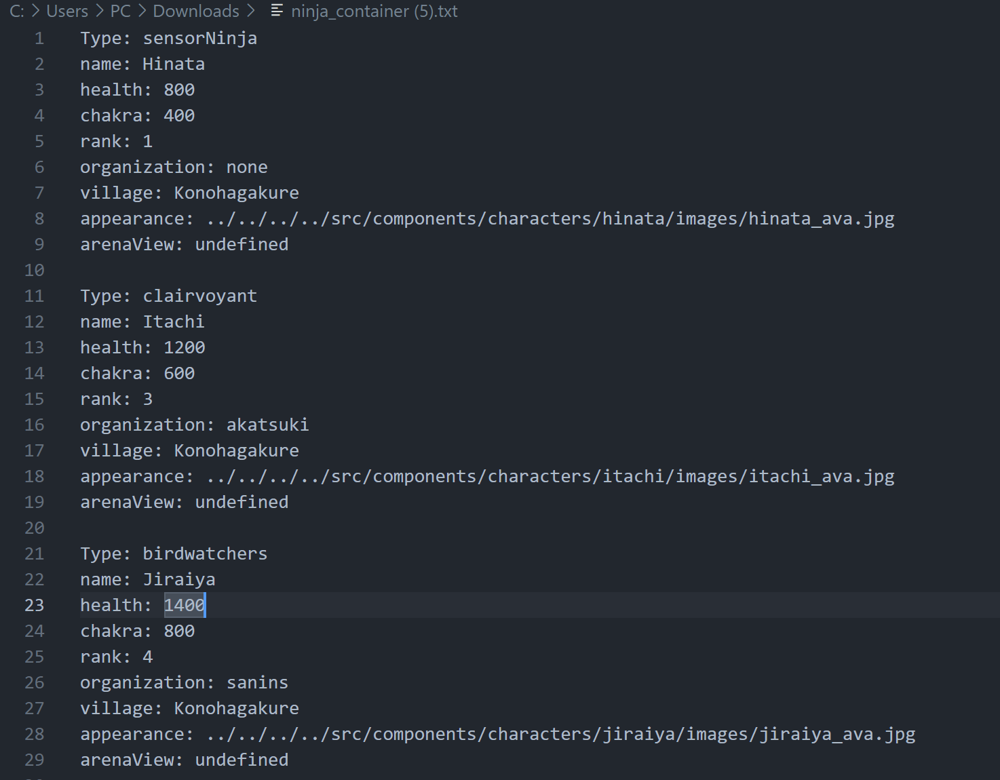 C: > Users > PC > Downloads > ninja_container (5).txt
1 Type: sensorNinja
2 name: Hinata
3 health: 800
4 chakra: 400
5 rank: 1
6 organization: none
7 village: Konohagakure
8 appearance: ../../../../src/components/characters/hinata/images/hinata_ava.jpg
9 arenaView: undefined
10
11 Type: clairvoyant
12 name: Itachi
13 health: 1200
14 chakra: 600
15 rank: 3
16 organization: akatsuki
17 village: Konohagakure
18 appearance: ../../../../src/components/characters/itachi/images/itachi_ava.jpg
19 arenaView: undefined
20
21 Type: birdwatchers
22 name: Jiraiya
23 health: 1400
24 chakra: 800
25 rank: 4
26 organization: sanins
27 village: Konohagakure
28 appearance: ../../../../src/components/characters/jiraiya/images/jiraiya_ava.jpg
29 arenaView: undefined